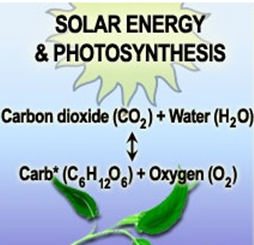 SOLAR ENERGY
& PHOTOSYNTHESIS
Carbon dioxide (CO₂) + Water (H₂O)
↕
Carb* (C₆H₁₂O₆) + Oxygen (O₂)